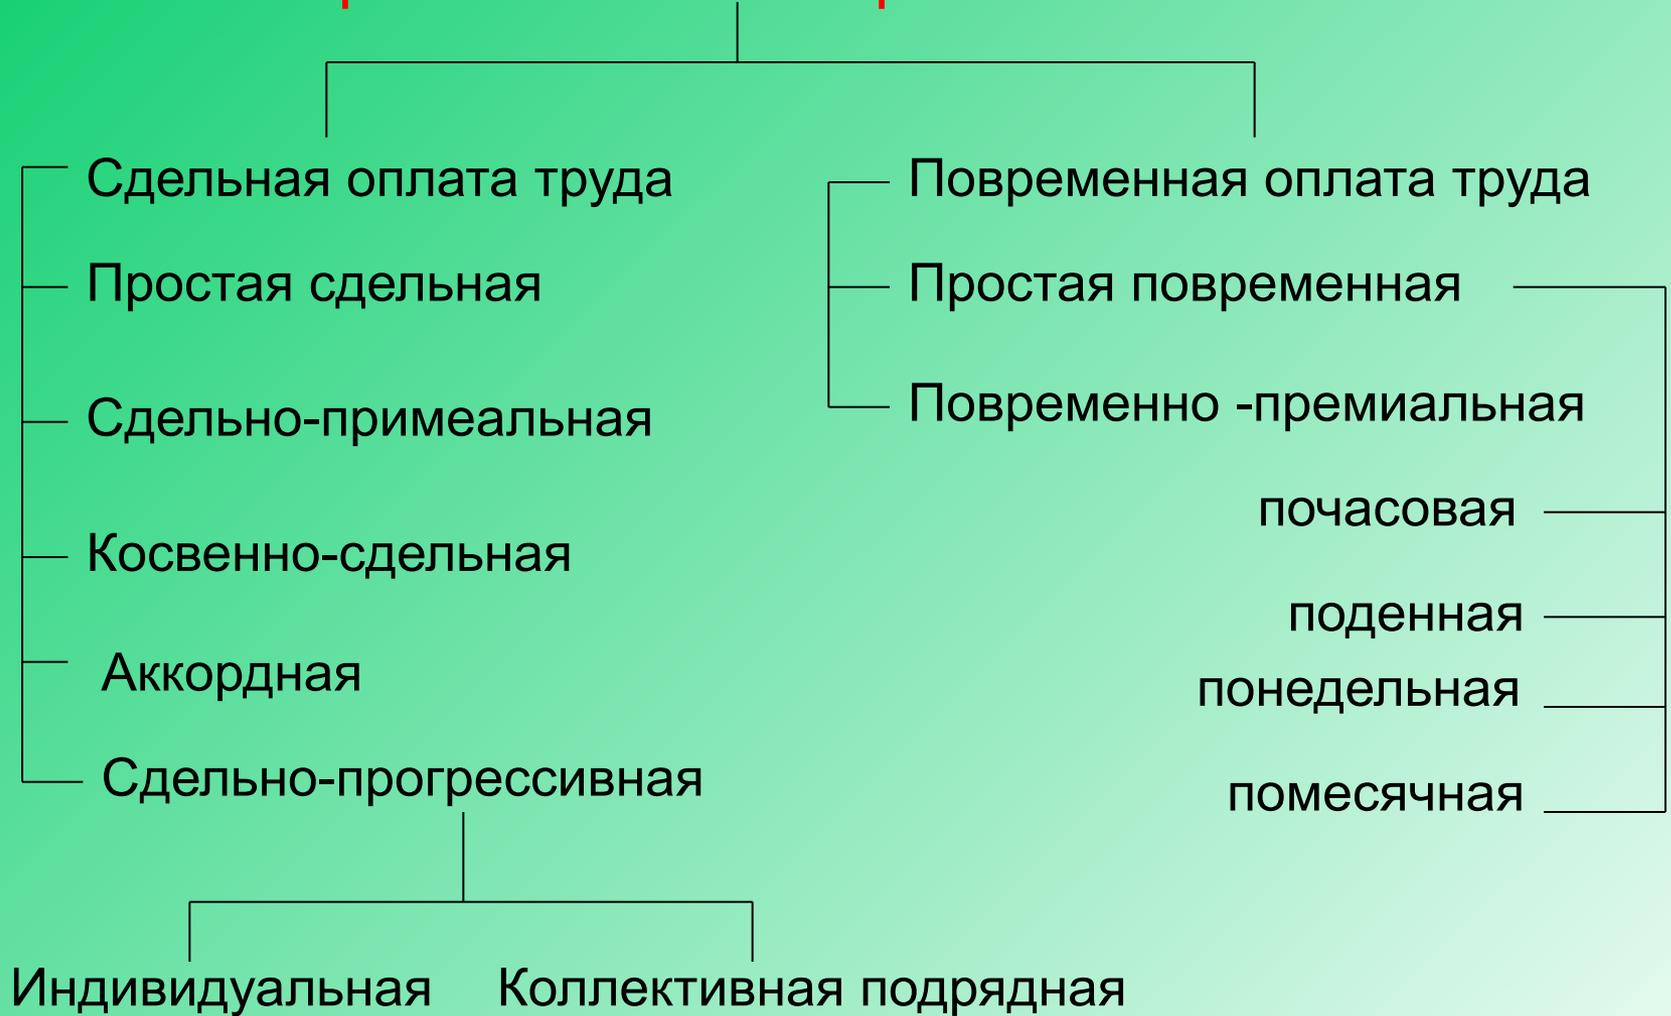 Сдельная оплата труда
Простая сдельная
Сдельно-примеальная
Косвенно-сдельная
Аккордная
Сдельно-прогрессивная
Индивидуальная
Коллективная подрядная
Повременная оплата труда
Простая повременная
Повременно -премиальная
почасовая
поденная
понедельная
помесячная